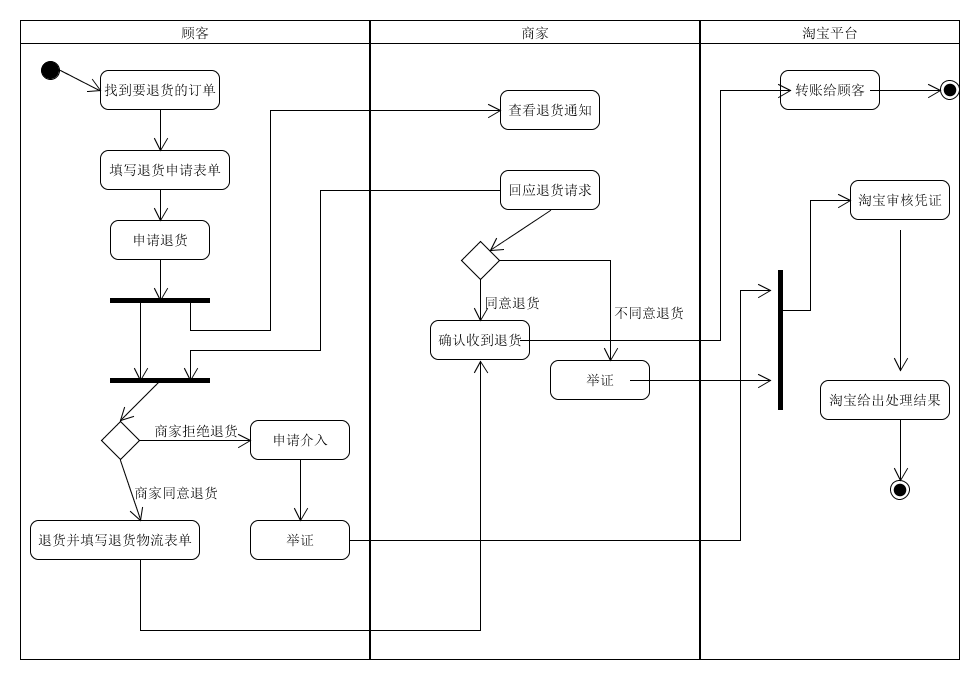 顾客
商家
淘宝平台
找到要退货的订单
查看退货通知
转账给顾客
填写退货申请表单
回应退货请求
淘宝审核凭证
申请退货
同意退货
不同意退货
确认收到退货
举证
淘宝给出处理结果
商家拒绝退货
申请介入
商家同意退货
退货并填写退货物流表单
举证